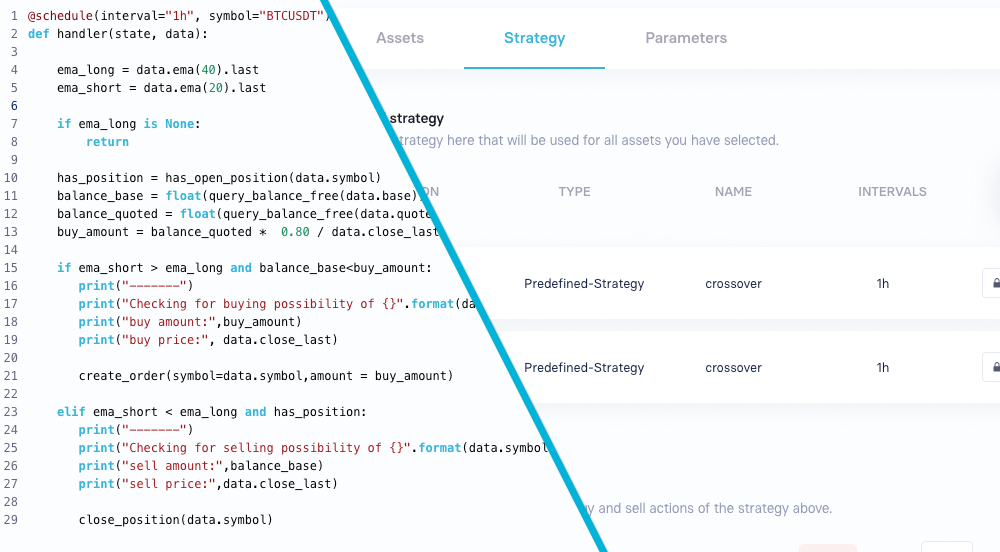 1 @schedule(interval="1h", symbol="BTCUSDT")
2 def handler(state, data):
3
4 ema_long = data.ema(40).last
5 ema_short = data.ema(20).last
6
7 if ema_long is None:
8 return
9
10 has_position = has_open_position(data.symbol)
11 balance_base = float(query_balance_free(data.base)
12 balance_quoted = float(query_balance_free(data.quote
13 buy_amount = balance_quoted * 0.80 / data.close_last
14
15 if ema_short > ema_long and balance_base<buy_amount:
16 print("-------")
17 print("Checking for buying possibility of {}".format(da
18 print("buy amount:",buy_amount)
19 print("buy price:", data.close_last)
20
21 create_order(symbol=data.symbol,amount = buy_amount)
22
23 elif ema_short < ema_long and has_position:
24 print("-------")
25 print("Checking for selling possibility of {}".format(data.symbol
26 print("sell amount:",balance_base)
27 print("sell price:",data.close_last)
28
29 close_position(data.symbol)
Assets Strategy Parameters
strategy
trategy here that will be used for all assets you have selected.
ON TYPE NAME INTERVALS
Predefined-Strategy crossover 1h
Predefined-Strategy crossover 1h
y and sell actions of the strategy above.